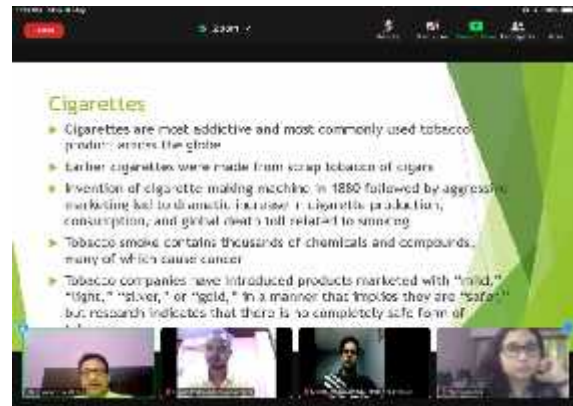 Zoom
Cigarettes
Cigarettes are most addictive and most commonly used tobacco
product across the globe
Earlier cigarettes were made from scrap tobacco of cigars
Invention of cigarette making machine in 1880 followed by aggressive
marketing led to dramatic increase in cigarette production,
consumption, and global death toll related to smoking
Tobacco smoke contains thousands of chemicals and compounds,
many of which cause cancer
Tobacco companies have introduced products marketed with "mild,"
"light," "silver," or "gold," in a manner that implies they are "safe,"
but research indicates that there is no completely safe form of